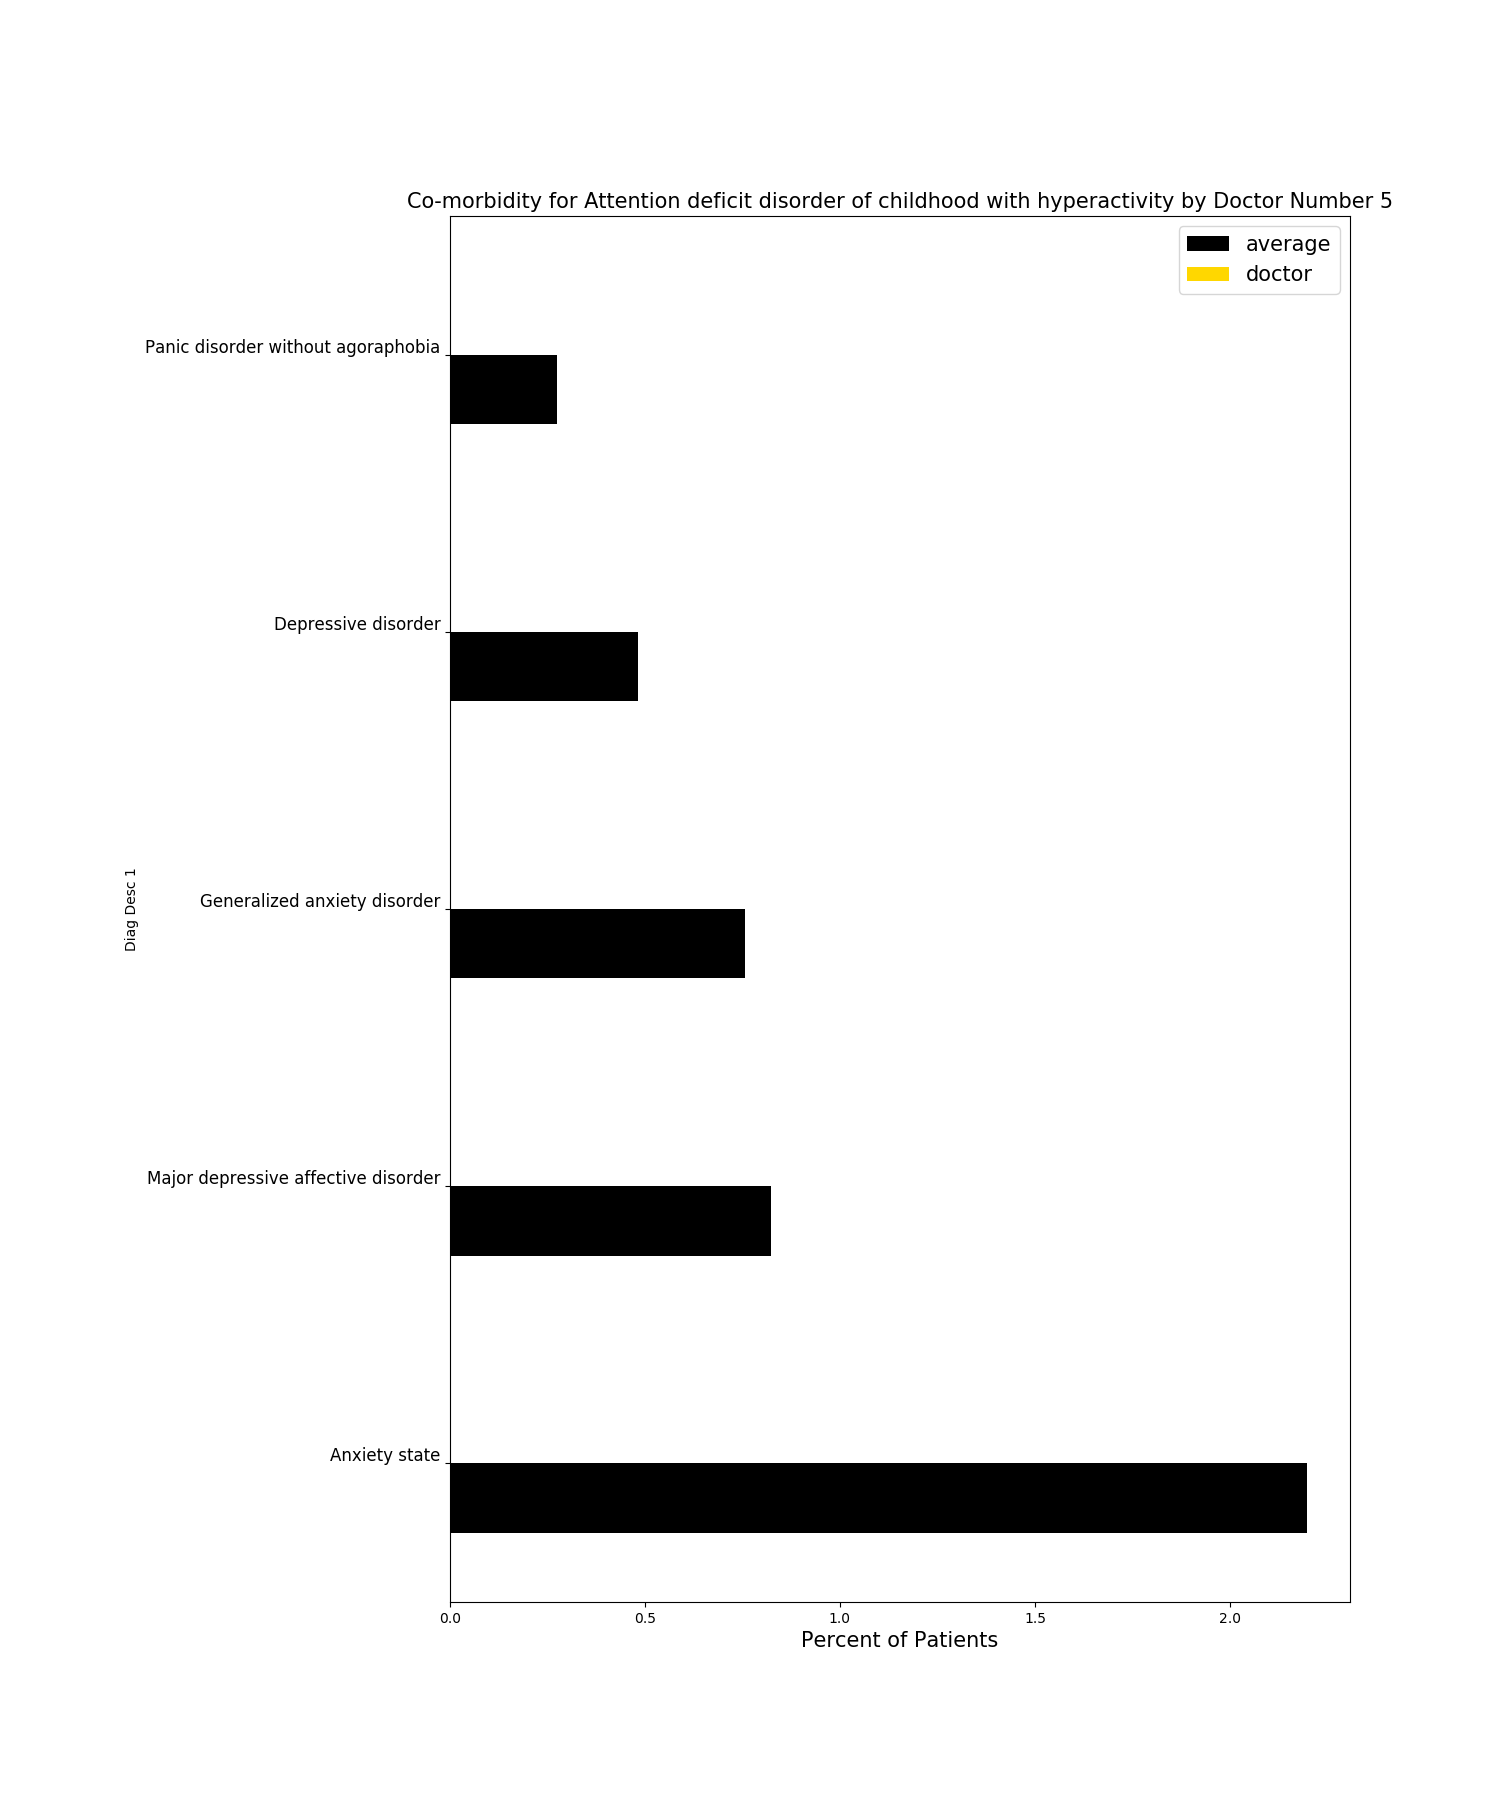 Co-morbidity for Attention deficit disorder of childhood with hyperactivity by Doctor Number 5
average
doctor
Panic disorder without agoraphobia
Depressive disorder
Generalized anxiety disorder
Major depressive affective disorder
Anxiety state
Diag Desc 1
0.0 0.5 1.0 1.5 2.0
Percent of Patients